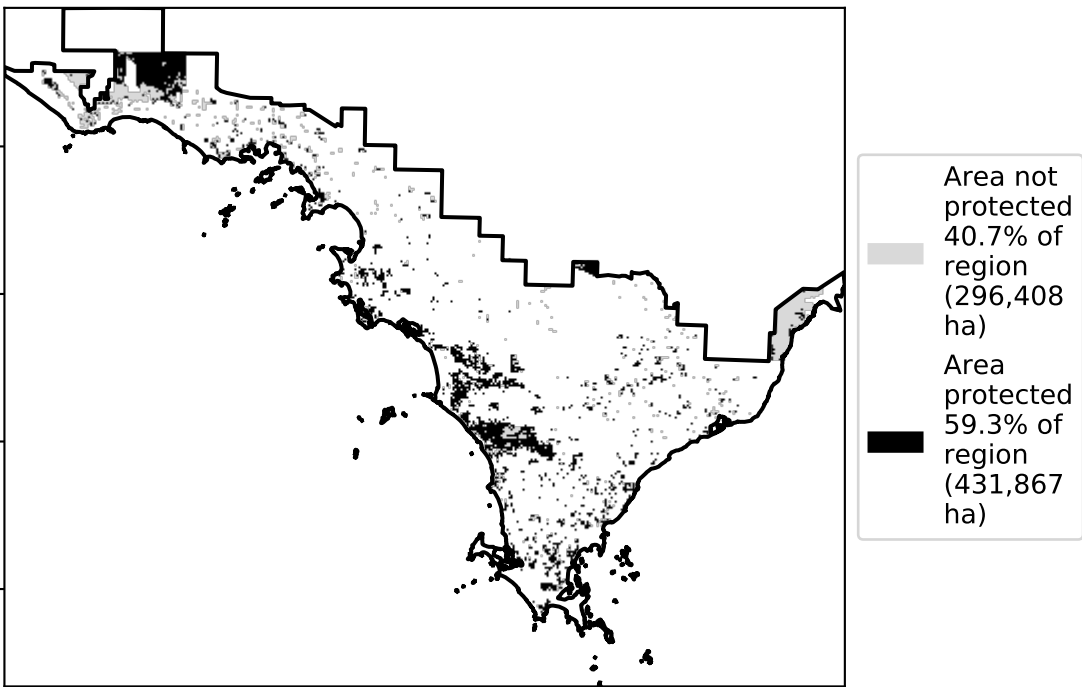 Area not
protected
40.7% of
region
(296,408
ha)
Area
protected
59.3% of
region
(431,867
ha)